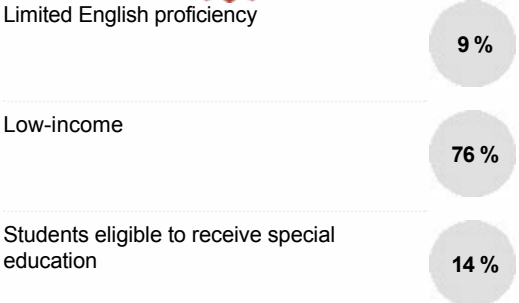 Limited English proficiency
9 %
Low-income
76 %
Students eligible to receive special
education
14 %